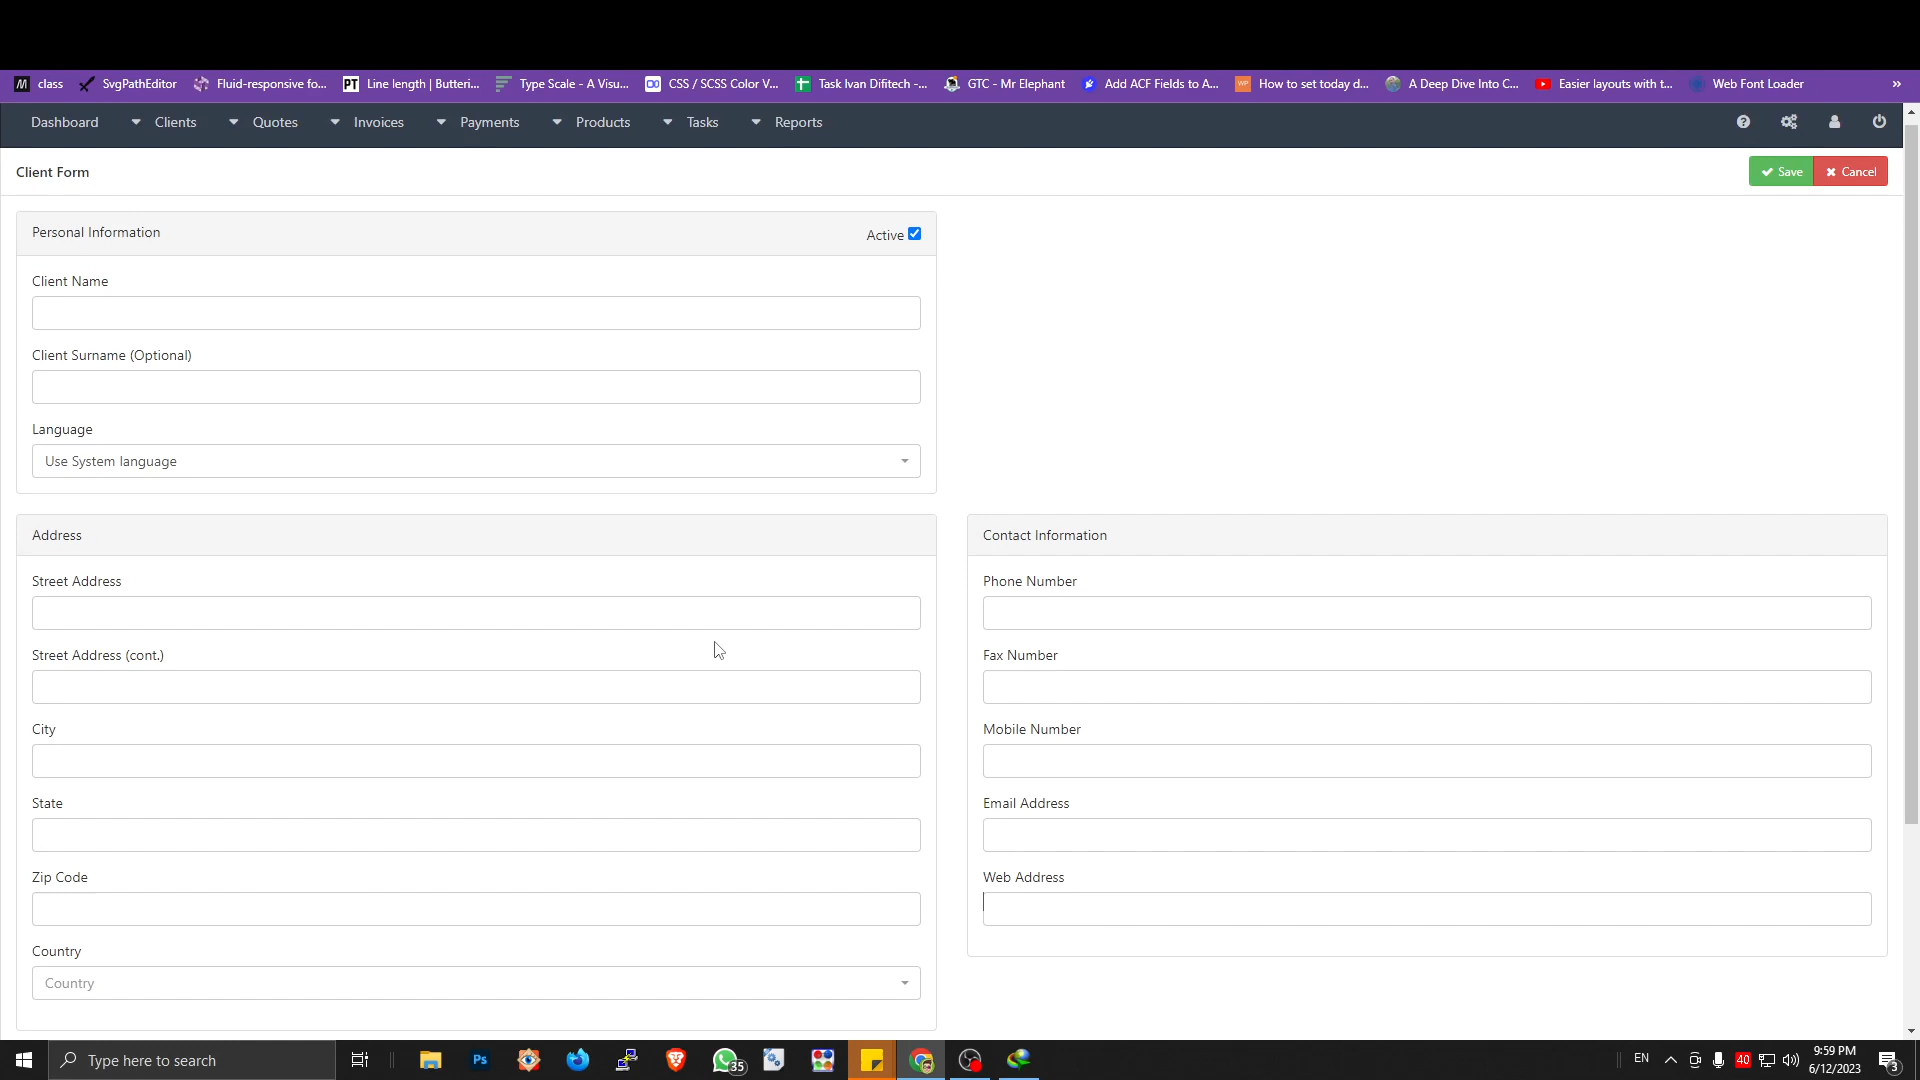 class SvgPathEditor Fluid-responsive fo... PT Line length | Butteri... Type Scale - A Visu... CSS / SCSS Color V... Task Ivan Difitech -... GTC - Mr Elephant Add ACF Fields to A... WP How to set today d... A Deep Dive Into C... Easier layouts with t... Web Font Loader »
Dashboard Clients Quotes Invoices Payments Products Tasks Reports
Client Form
Save Cancel
Personal Information
Active
Client Name
Client Surname (Optional)
Language
Use System language
Address
Street Address
Street Address (cont.)
City
State
Zip Code
Country
Country
Contact Information
Phone Number
Fax Number
Mobile Number
Email Address
Web Address
Type here to search
Ps
35
EN
40
9:59 PM
6/12/2023
3